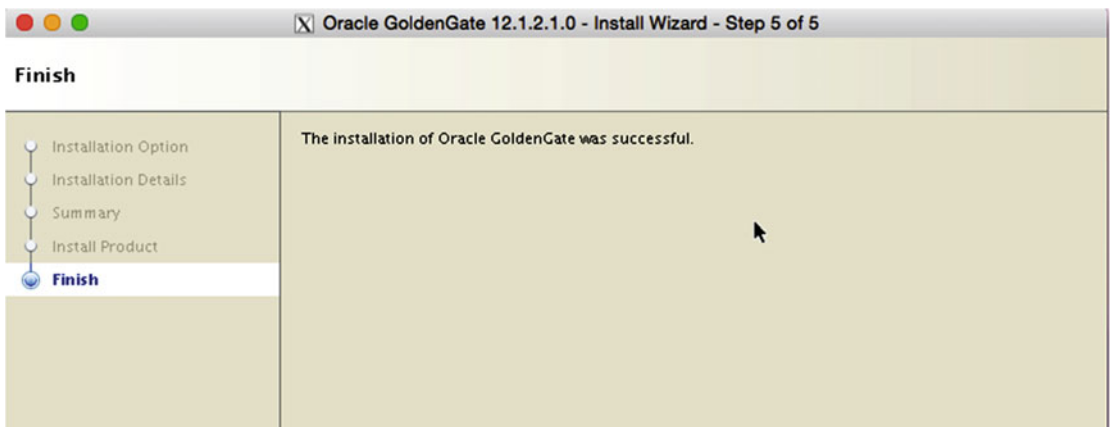 Oracle GoldenGate 12.1.2.1.0 - Install Wizard - Step 5 of 5
Finish
Installation Option
Installation Details
Summary
Install Product
Finish
The installation of Oracle GoldenGate was successful.